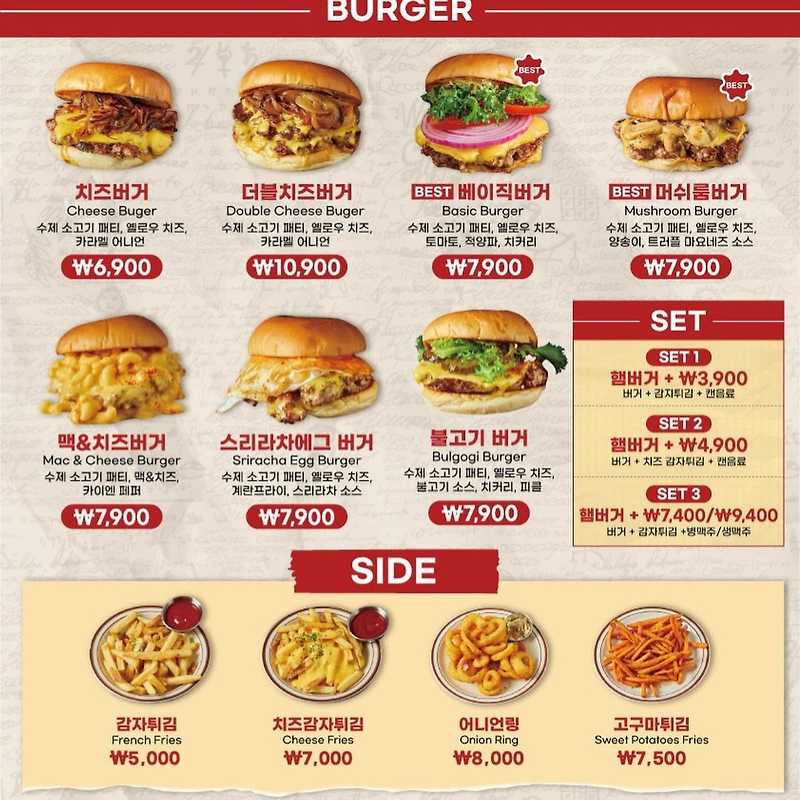 BURGER
BEST
BEST
치즈버거
Cheese Buger
수제 소고기 패티, 옐로우 치즈,
카라멜 어니언
₩6,900
더블치즈버거
Double Cheese Buger
수제 소고기 패티, 옐로우 치즈,
카라멜 어니언
₩10,900
BEST 베이직버거
Basic Burger
수제 소고기 패티, 옐로우 치즈,
토마토, 적양파, 치커리
₩7,900
BEST 머쉬룸버거
Mushroom Burger
수제 소고기 패티, 옐로우 치즈,
양송이, 트러플 마요네즈 소스
₩7,900
맥&치즈버거
Mac & Cheese Burger
수제 소고기 패티, 맥&치즈,
카이엔 페퍼
₩7,900
스리라차에그 버거
Sriracha Egg Burger
수제 소고기 패티, 옐로우 치즈,
계란프라이, 스리라차 소스
₩7,900
불고기 버거
Bulgogi Burger
수제 소고기 패티, 옐로우 치즈,
불고기 소스, 치커리, 피클
₩7,900
SET
SET 1
햄버거 + ₩3,900
버거 + 감자튀김 + 캔음료
SET 2
햄버거 + ₩4,900
버거 + 치즈 감자튀김 + 캔음료
SET 3
햄버거 + ₩7,400/₩9,400
버거 + 감자튀김 +병맥주/생맥주
SIDE
감자튀김
French Fries
₩5,000
치즈감자튀김
Cheese Fries
₩7,000
어니언링
Onion Ring
₩8,000
고구마튀김
Sweet Potatoes Fries
₩7,500